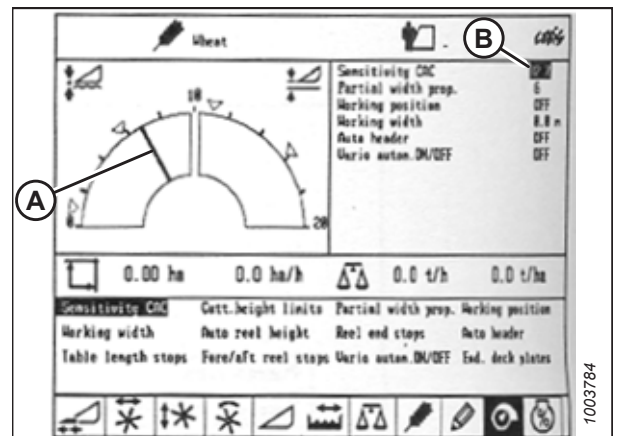 Wheat
B
Sensitivity CAC
Partial width prop. 6
Working position OFF
Working width 0.0 m
Auto header OFF
Vario autom.ON/OFF OFF
10
A
0
20
0.00 ha 0.0 ha/h 0.0 t/h 0.0 t/ha
Sensitivity CAC Cutt.height limits Partial width prop. Working position
Working width Auto reel height Reel end stops Auto header
Table length stops Fore/aft reel stops Vario autom.ON/OFF End. deck plates
1003784